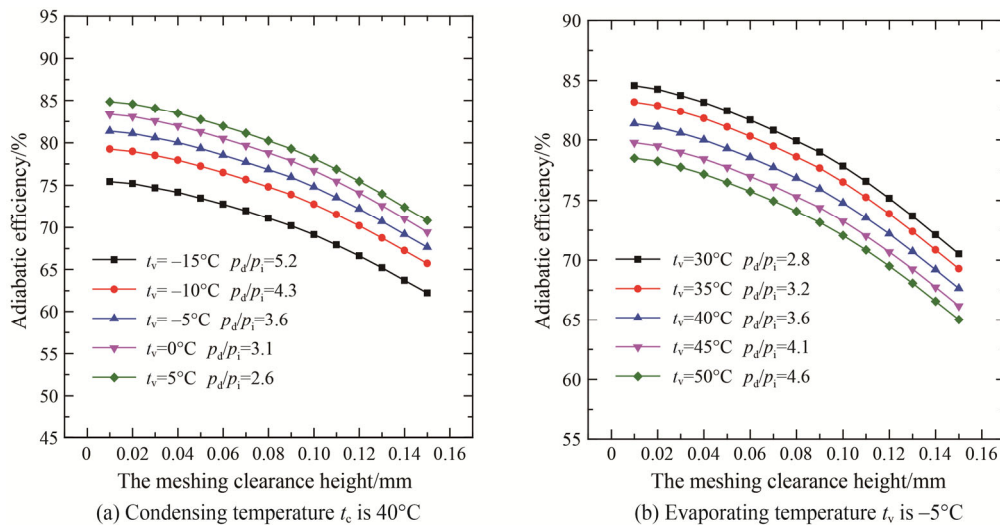 95
90
85
80
75
70
65
60
55
50
45
Adiabatic efficiency/%
tv= –15°C pd/pi=5.2
tv= –10°C pd/pi=4.3
tv= –5°C pd/pi=3.6
tv=0°C pd/pi=3.1
tv=5°C pd/pi=2.6
0 0.02 0.04 0.06 0.08 0.10 0.12 0.14 0.16
The meshing clearance height/mm
(a) Condensing temperature tc is 40°C
90
85
80
75
70
65
60
55
Adiabatic efficiency/%
tv=30°C pd/pi=2.8
tv=35°C pd/pi=3.2
tv=40°C pd/pi=3.6
tv=45°C pd/pi=4.1
tv=50°C pd/pi=4.6
0 0.02 0.04 0.06 0.08 0.10 0.12 0.14 0.16
The meshing clearance height/mm
(b) Evaporating temperature tv is –5°C